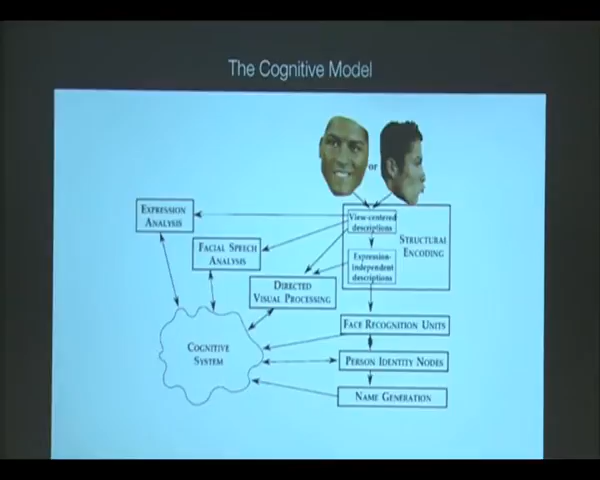 The Cognitive Model
or
EXPRESSION
ANALYSIS
View-centered
descriptions
STRUCTURAL
ENCODING
FACIAL SPEECH
ANALYSIS
Expression-
independent
descriptions
DIRECTED
VISUAL PROCESSING
FACE RECOGNITION UNITS
COGNITIVE
SYSTEM
PERSON IDENTITY NODES
NAME GENERATION